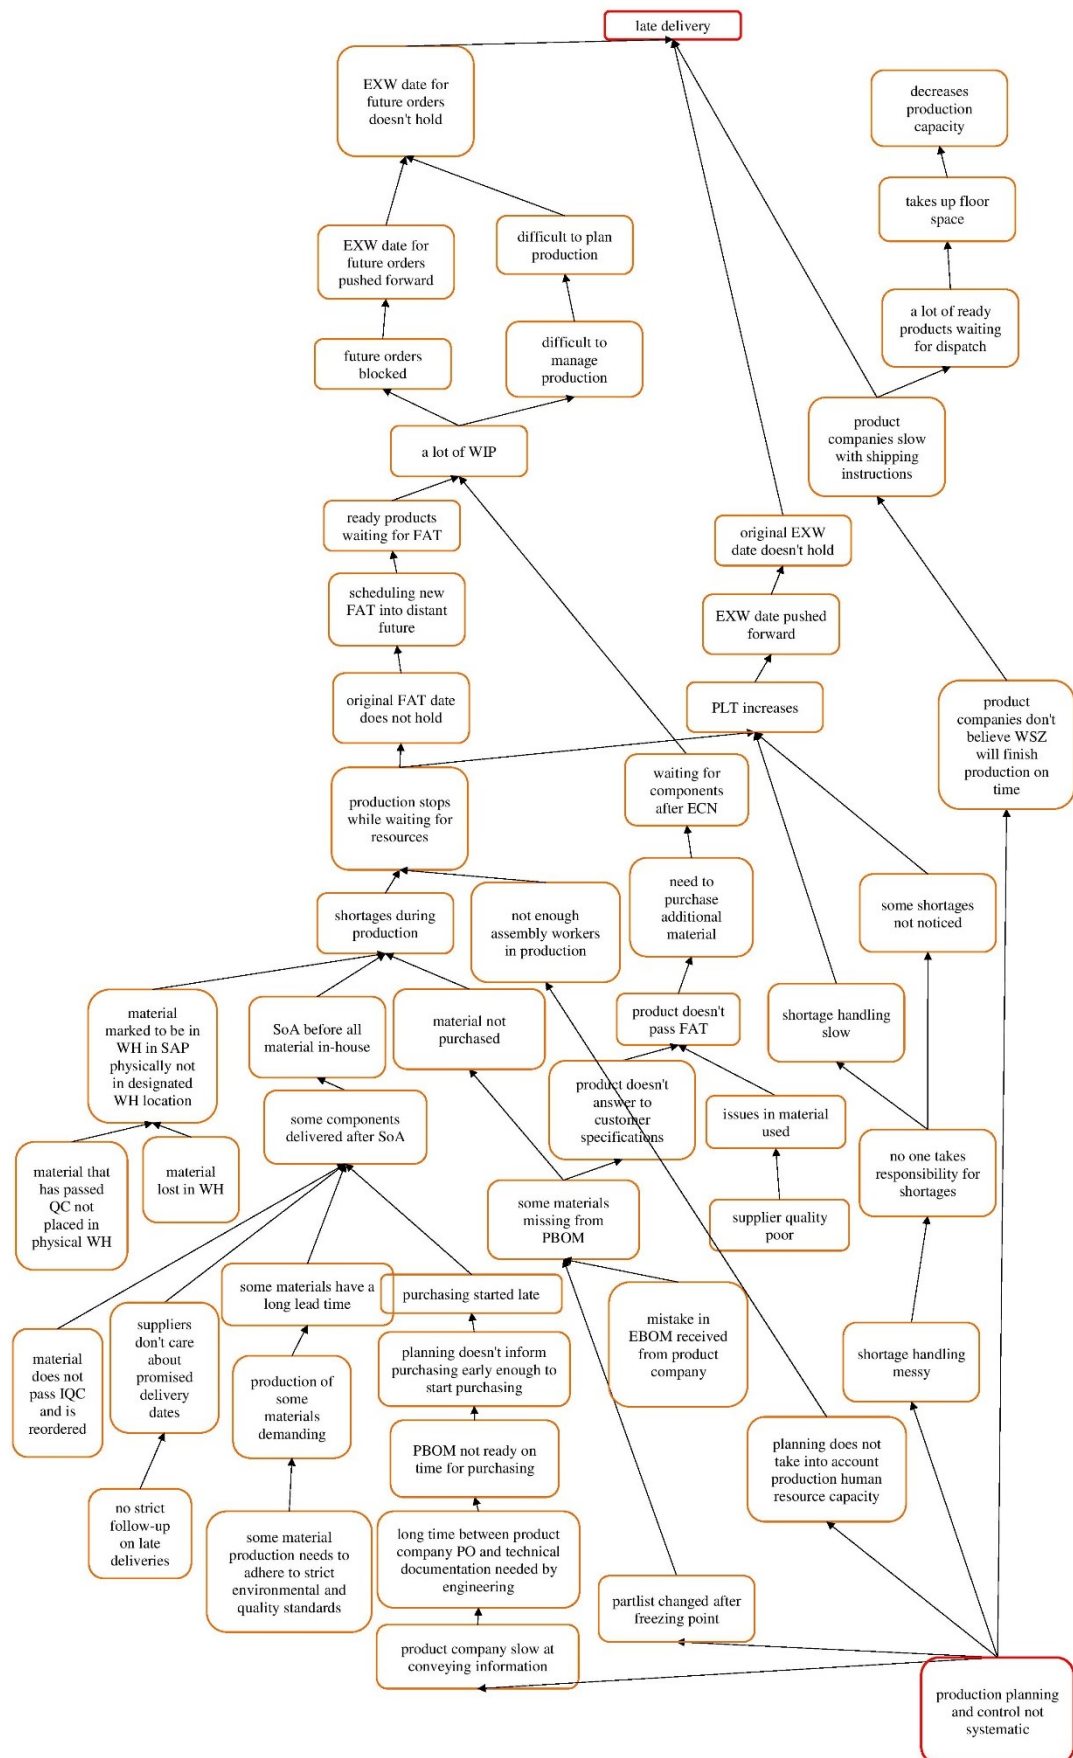 late delivery
EXW date for
future orders
doesn't hold
decreases
production
capacity
takes up floor
space
EXW date for
future orders
pushed forward
difficult to plan
production
a lot of ready
products waiting
for dispatch
future orders
blocked
difficult to
manage
production
a lot of WIP
product
companies slow
with shipping
instructions
ready products
waiting for FAT
original EXW
date doesn't hold
scheduling new
FAT into distant
future
EXW date pushed
forward
original FAT date
does not hold
PLT increases
product
companies don't
believe WSZ
will finish
production on
time
production stops
while waiting for
resources
waiting for
components
after ECN
shortages during
production
not enough
assembly workers
in production
need to
purchase
additional
material
some shortages
not noticed
material
marked to be in
WH in SAP
physically not
in designated
WH location
SoA before all
material in-house
material not
purchased
product doesn't
pass FAT
shortage handling
slow
some components
delivered after SoA
product doesn't
answer to
customer
specifications
issues in material
used
no one takes
responsibility for
shortages
material that
has passed
QC not
placed in
physical WH
material
lost in WH
some materials
missing from
PBOM
supplier quality
poor
some materials have a
long lead time
purchasing started late
mistake in
EBOM received
from product
company
material
does not
pass IQC
and is
reordered
suppliers
don't care
about
promised
delivery
dates
production of
some
materials
demanding
planning doesn't inform
purchasing early enough to
start purchasing
shortage handling
messy
PBOM not ready on
time for purchasing
planning does not
take into account
production human
resource capacity
no strict
follow-up
on late
deliveries
some material
production needs to
adhere to strict
environmental and
quality standards
long time between product
company PO and technical
documentation needed by
engineering
partlist changed after
freezing point
product company slow at
conveying information
production planning
and control not
systematic